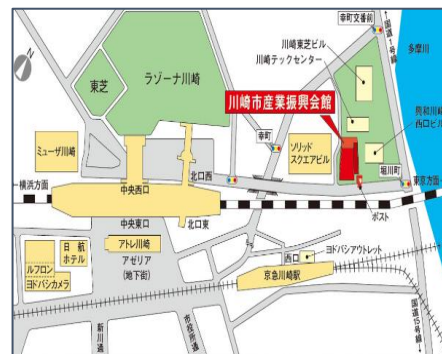 N
幸町交番前
国道1号線
多摩川
川崎東芝ビル
川崎テックセンター
ラゾーナ川崎
東芝
川崎市産業振興会館
興和川崎
西口ビル
幸町
ミューザ川崎
ソリッド
スクエアビル
北口西
堀川町
横浜方面
中央西口
東京方面
ポスト
中央東口
北口東
アトレ川崎
日航
ホテル
アゼリア
(地下街)
ルフロン
ヨドバシカメラ
西口
ヨドバシアウトレット
京急川崎駅
新川通
市役所通
国道15号線